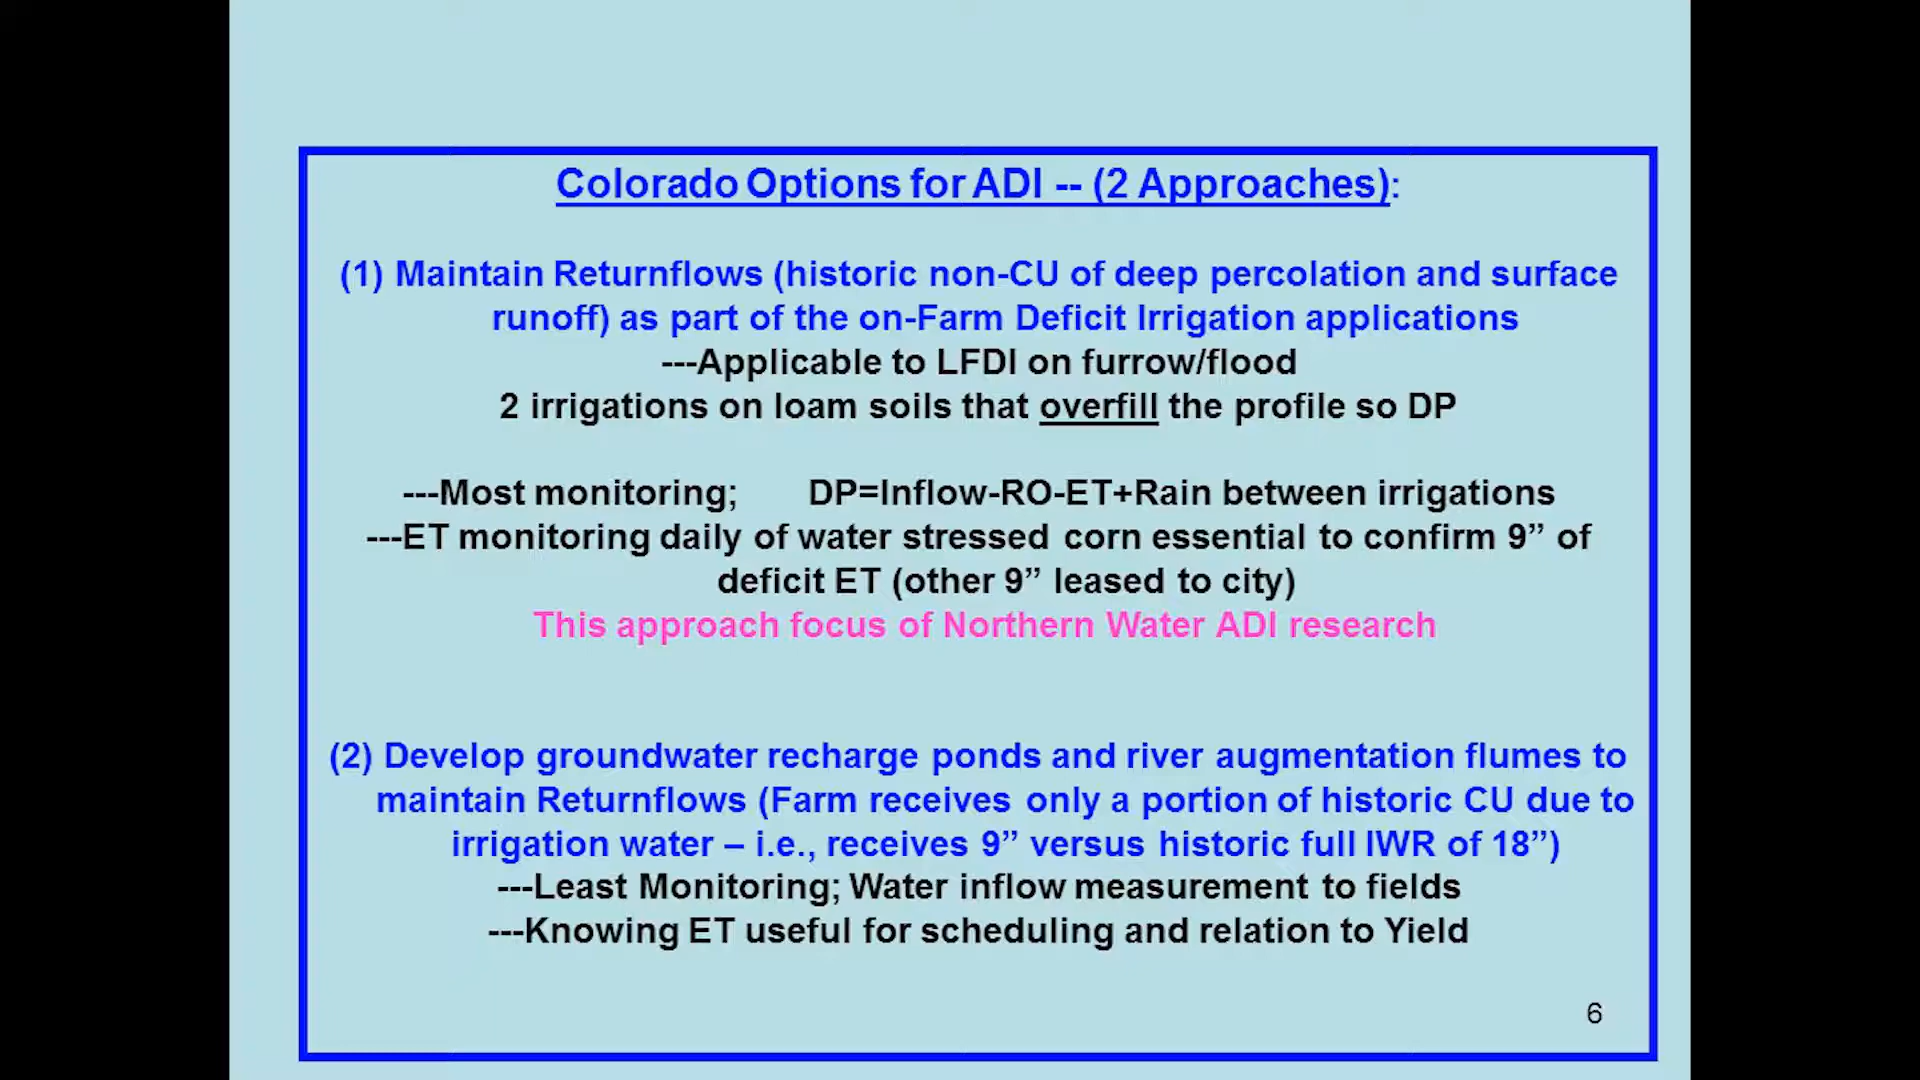 Colorado Options for ADI -- (2 Approaches):
(1) Maintain Returnflows (historic non-CU of deep percolation and surface
runoff) as part of the on-Farm Deficit Irrigation applications
---Applicable to LFDI on furrow/flood
2 irrigations on loam soils that overfill the profile so DP
---Most monitoring; DP=Inflow-RO-ET+Rain between irrigations
---ET monitoring daily of water stressed corn essential to confirm 9” of
deficit ET (other 9” leased to city)
This approach focus of Northern Water ADI research
(2) Develop groundwater recharge ponds and river augmentation flumes to
maintain Returnflows (Farm receives only a portion of historic CU due to
irrigation water – i.e., receives 9” versus historic full IWR of 18”)
---Least Monitoring; Water inflow measurement to fields
---Knowing ET useful for scheduling and relation to Yield
6